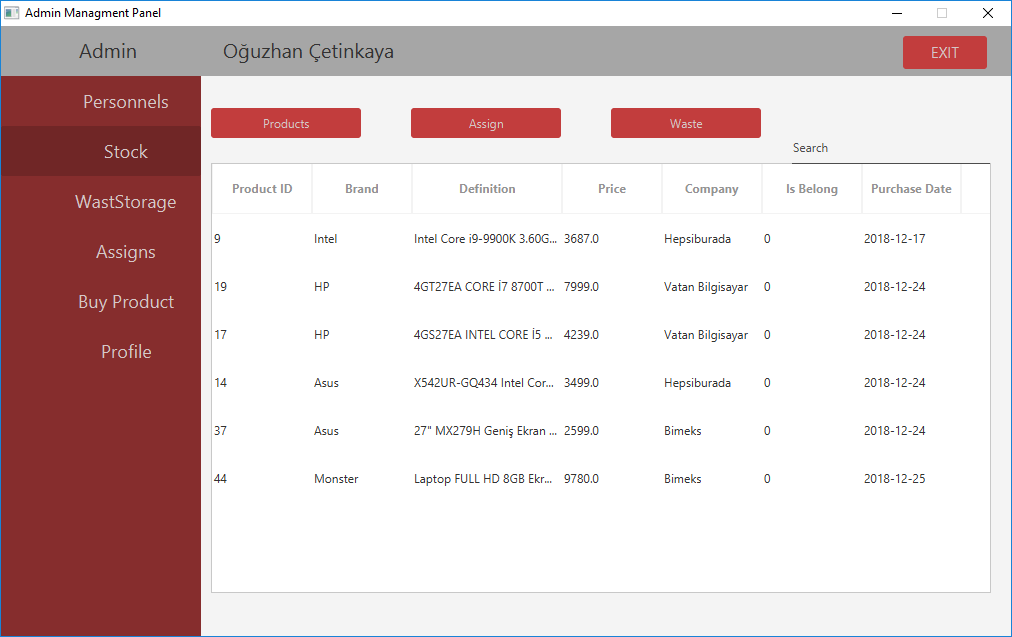 Admin Managment Panel
Admin Oğuzhan Çetinkaya EXIT
Personnels
Stock
WastStorage
Assigns
Buy Product
Profile
Products Assign Waste
Search
Product ID Brand Definition Price Company Is Belong Purchase Date
9 Intel Intel Core i9-9900K 3.60G... 3687.0 Hepsiburada 0 2018-12-17
19 HP 4GT27EA CORE İ7 8700T ... 7999.0 Vatan Bilgisayar 0 2018-12-24
17 HP 4GS27EA INTEL CORE İ5 ... 4239.0 Vatan Bilgisayar 0 2018-12-24
14 Asus X542UR-GQ434 Intel Cor... 3499.0 Hepsiburada 0 2018-12-24
37 Asus 27" MX279H Geniş Ekran ... 2599.0 Bimeks 0 2018-12-24
44 Monster Laptop FULL HD 8GB Ekr... 9780.0 Bimeks 0 2018-12-25